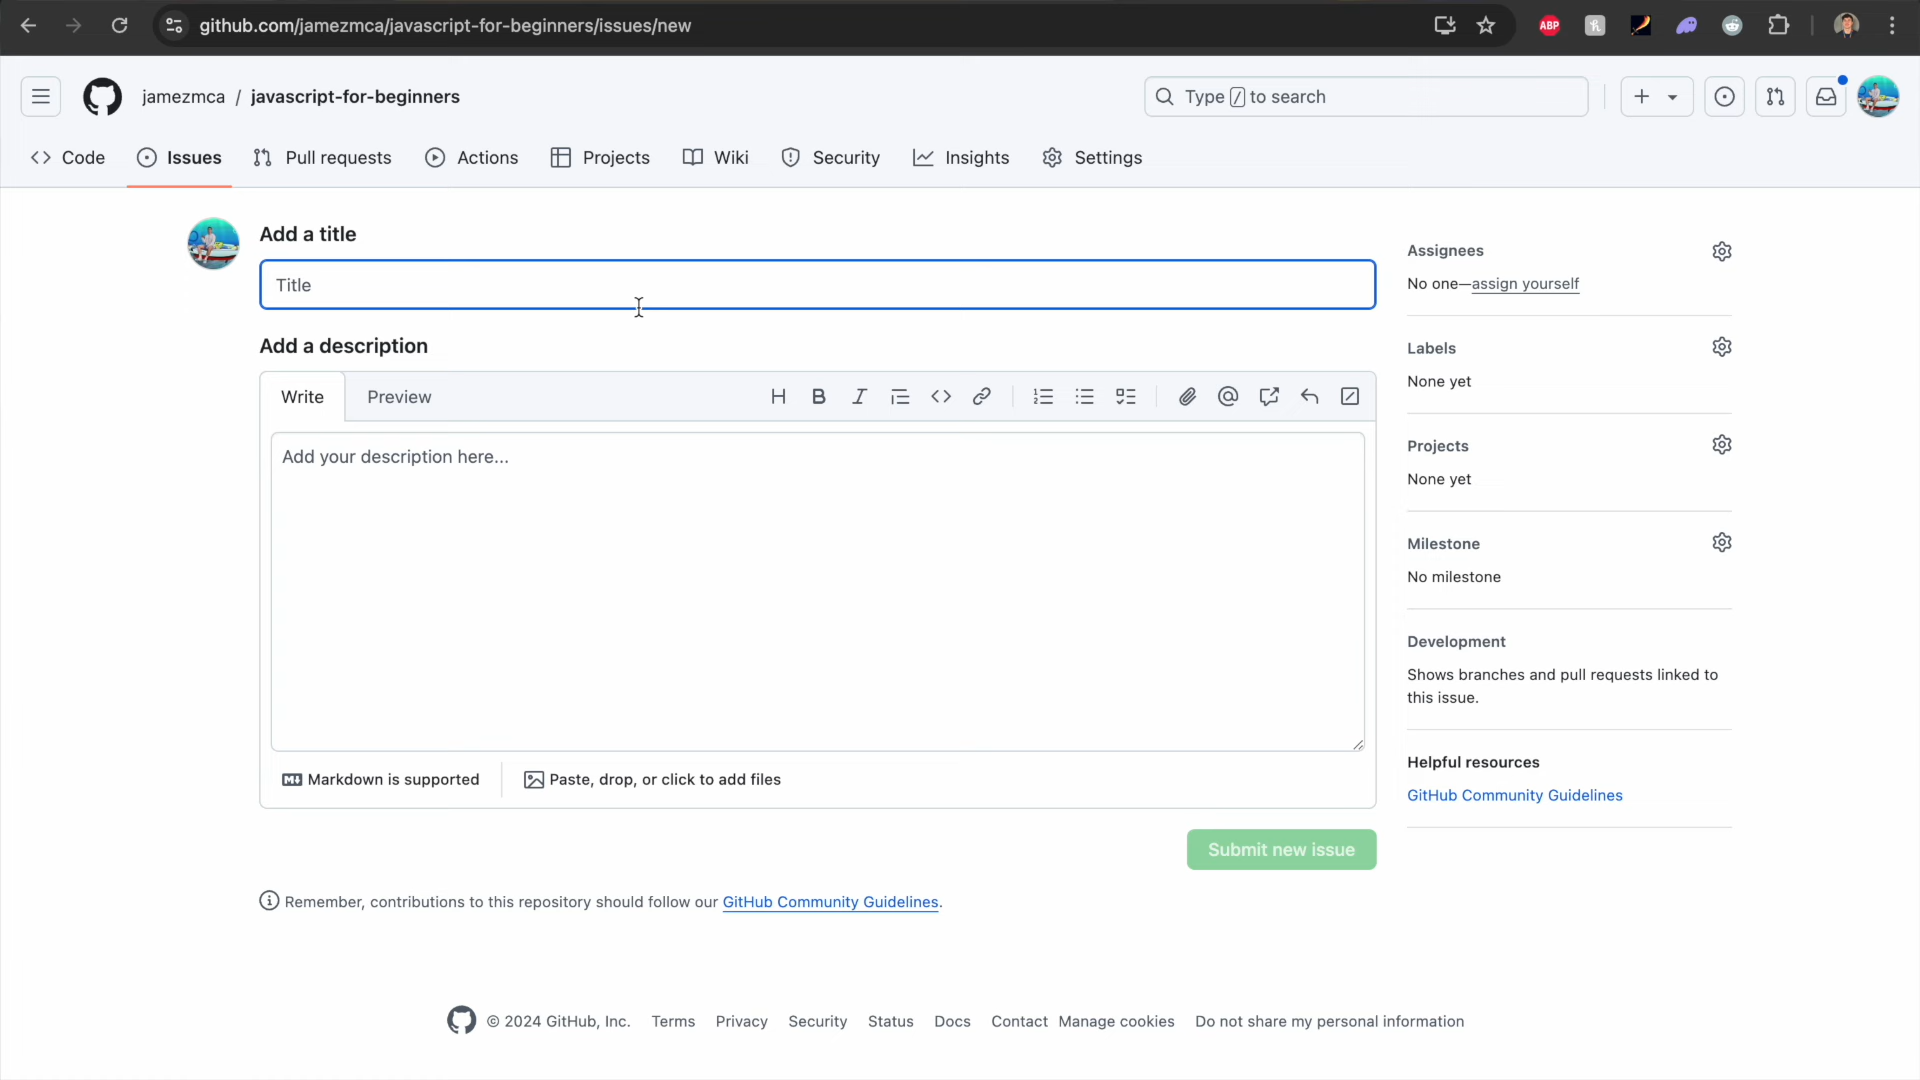 github.com/jamezmca/javascript-for-beginners/issues/new
ABP
jamezmca / javascript-for-beginners
Type / to search
Code Issues Pull requests Actions Projects Wiki Security Insights Settings
Add a title
Title
Add a description
Write Preview
Add your description here...
Markdown is supported
Paste, drop, or click to add files
Submit new issue
Remember, contributions to this repository should follow our GitHub Community Guidelines.
Assignees
No one—assign yourself
Labels
None yet
Projects
None yet
Milestone
No milestone
Development
Shows branches and pull requests linked to
this issue.
Helpful resources
GitHub Community Guidelines
© 2024 GitHub, Inc. Terms Privacy Security Status Docs Contact Manage cookies Do not share my personal information